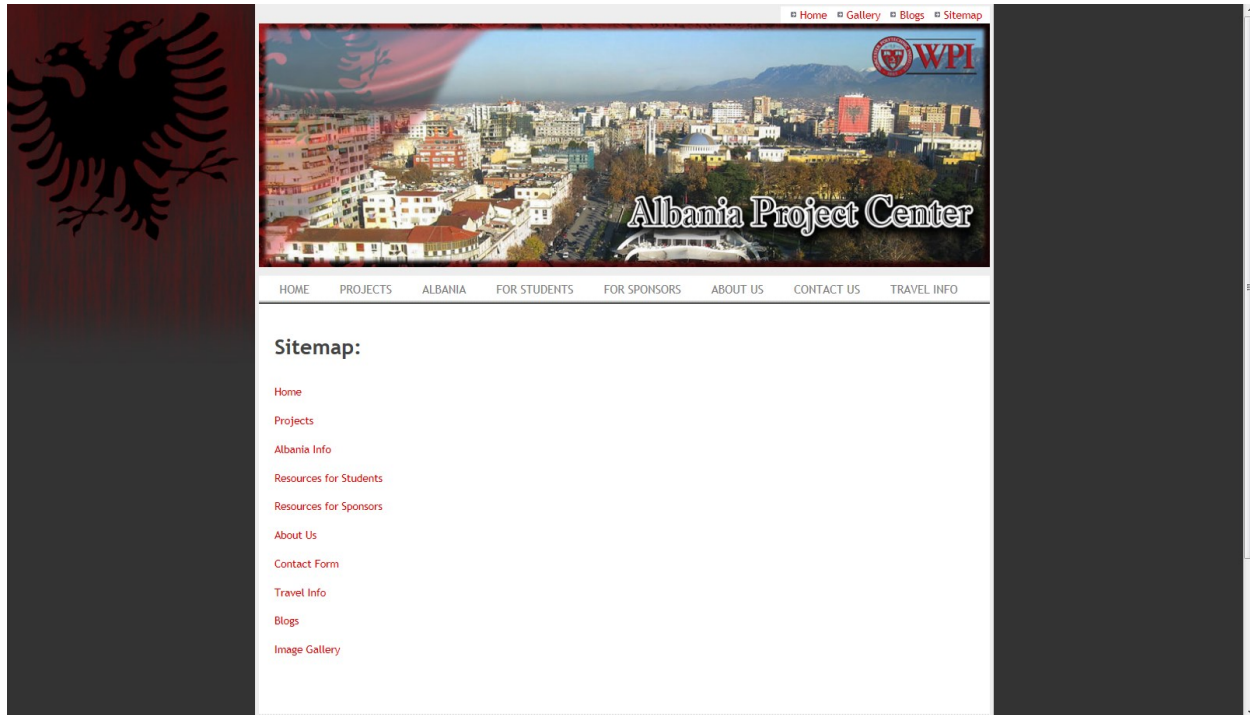 Home Gallery Blogs Sitemap
WPI
Albania Project Center
HOME PROJECTS ALBANIA FOR STUDENTS FOR SPONSORS ABOUT US CONTACT US TRAVEL INFO
Sitemap:
Home
Projects
Albania Info
Resources for Students
Resources for Sponsors
About Us
Contact Form
Travel Info
Blogs
Image Gallery